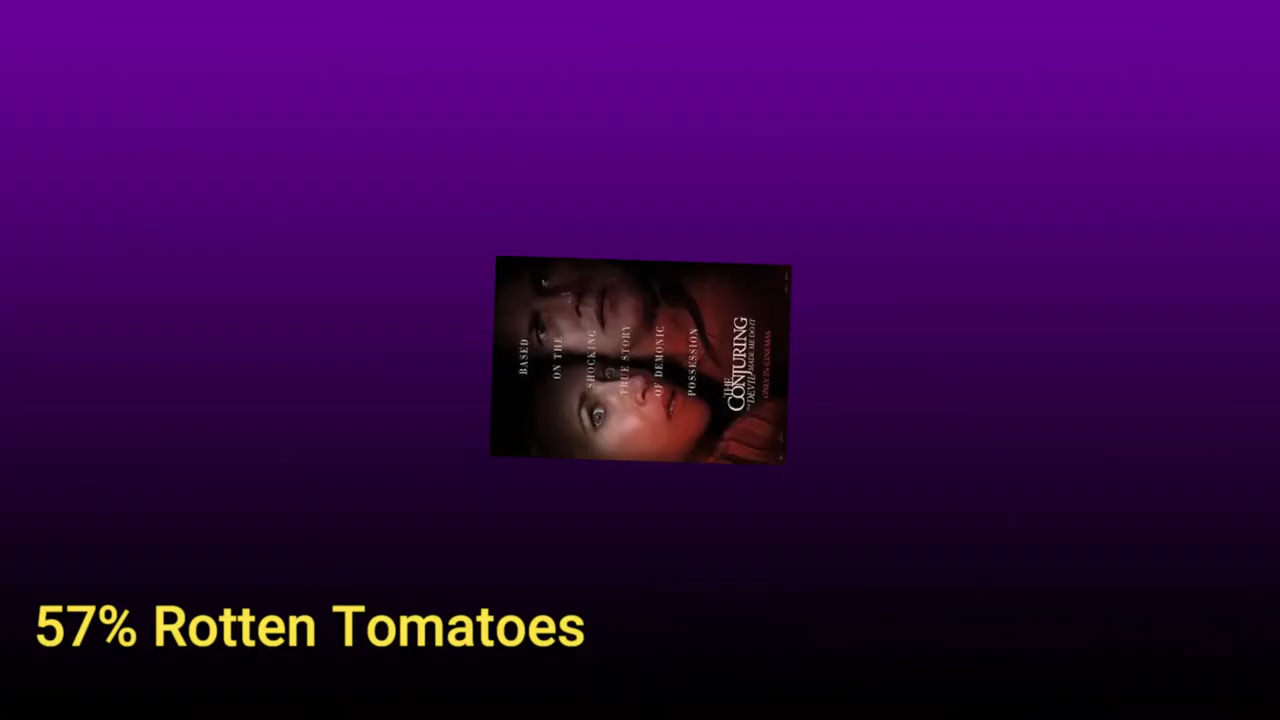 BASED
ON THE
SHOCKING
TRUE STORY
OF DEMONIC
POSSESSION
THE
CONJURING
THE DEVIL MADE ME DO IT
ONLY IN CINEMAS
57% Rotten Tomatoes